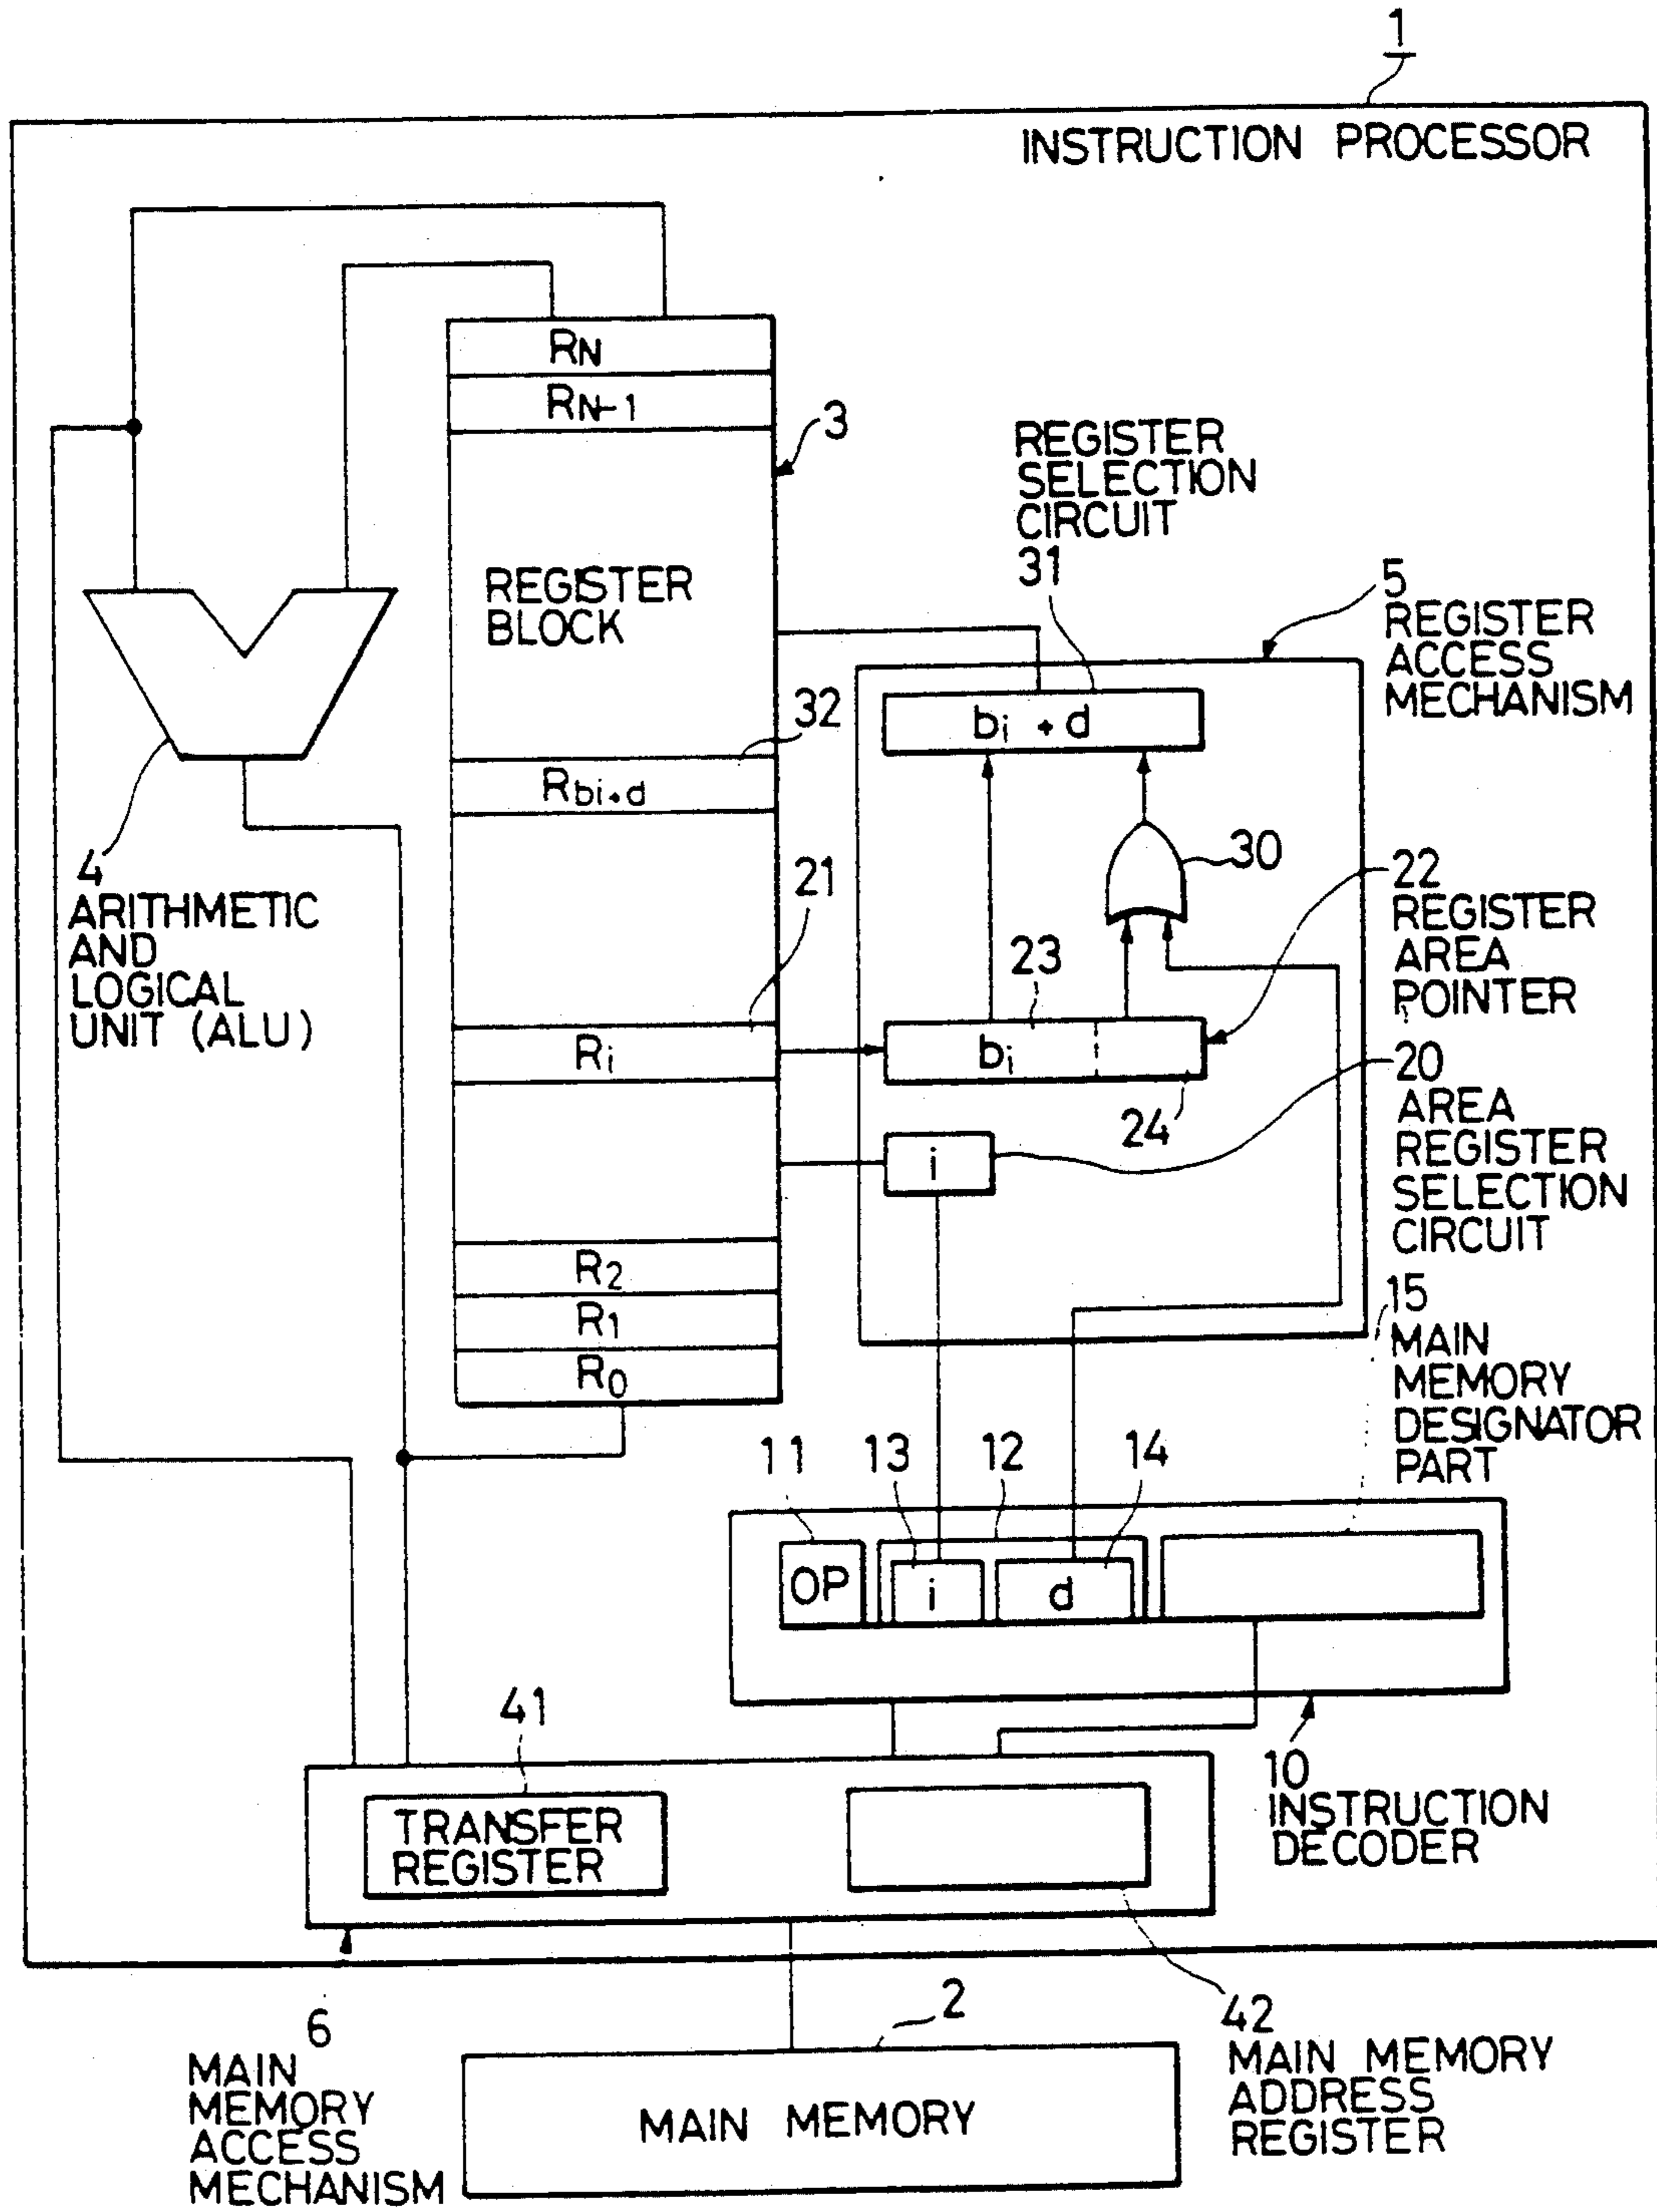 1
INSTRUCTION PROCESSOR
RN
RN-1
3
REGISTER
SELECTION
CIRCUIT
31
REGISTER
BLOCK
5
REGISTER
ACCESS
MECHANISM
bi + d
32
Rbi+d
4
ARITHMETIC
AND
LOGICAL
UNIT (ALU)
30
21
22
REGISTER
AREA
POINTER
23
Ri
bi
24
20
AREA
REGISTER
SELECTION
CIRCUIT
i
R2
R1
R0
15
MAIN
MEMORY
DESIGNATOR
PART
11
13
12
14
OP
i
d
41
TRANSFER
REGISTER
10
INSTRUCTION
DECODER
6
MAIN
MEMORY
ACCESS
MECHANISM
2
MAIN MEMORY
42
MAIN MEMORY
ADDRESS
REGISTER